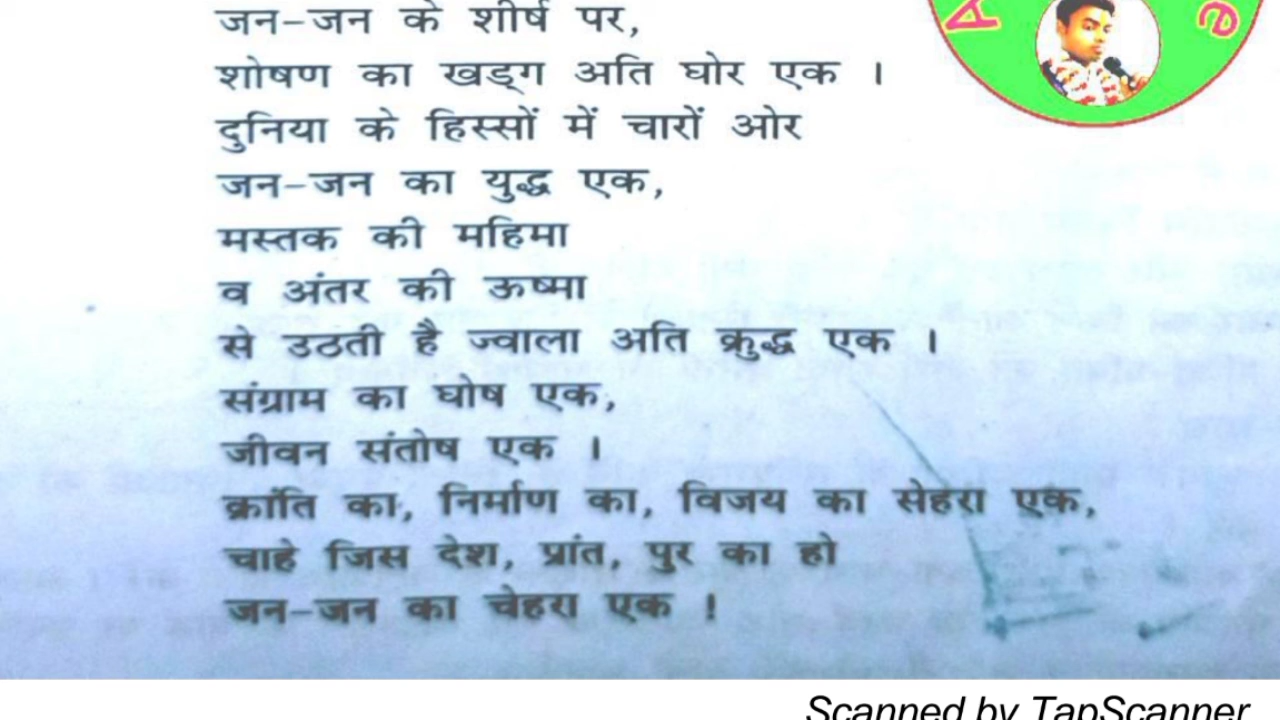 जन-जन के शीर्ष पर,
शोषण का खड्ग अति घोर एक ।
दुनिया के हिस्सों में चारों ओर
जन-जन का युद्ध एक,
मस्तक की महिमा
व अंतर की ऊष्मा
से उठती है ज्वाला अति क्रुद्ध एक ।
संग्राम का घोष एक,
जीवन संतोष एक ।
क्रांति का, निर्माण का, विजय का सेहरा एक,
चाहे जिस देश, प्रांत, पुर का हो
जन-जन का चेहरा एक !
A e
Scanned by TapScanner